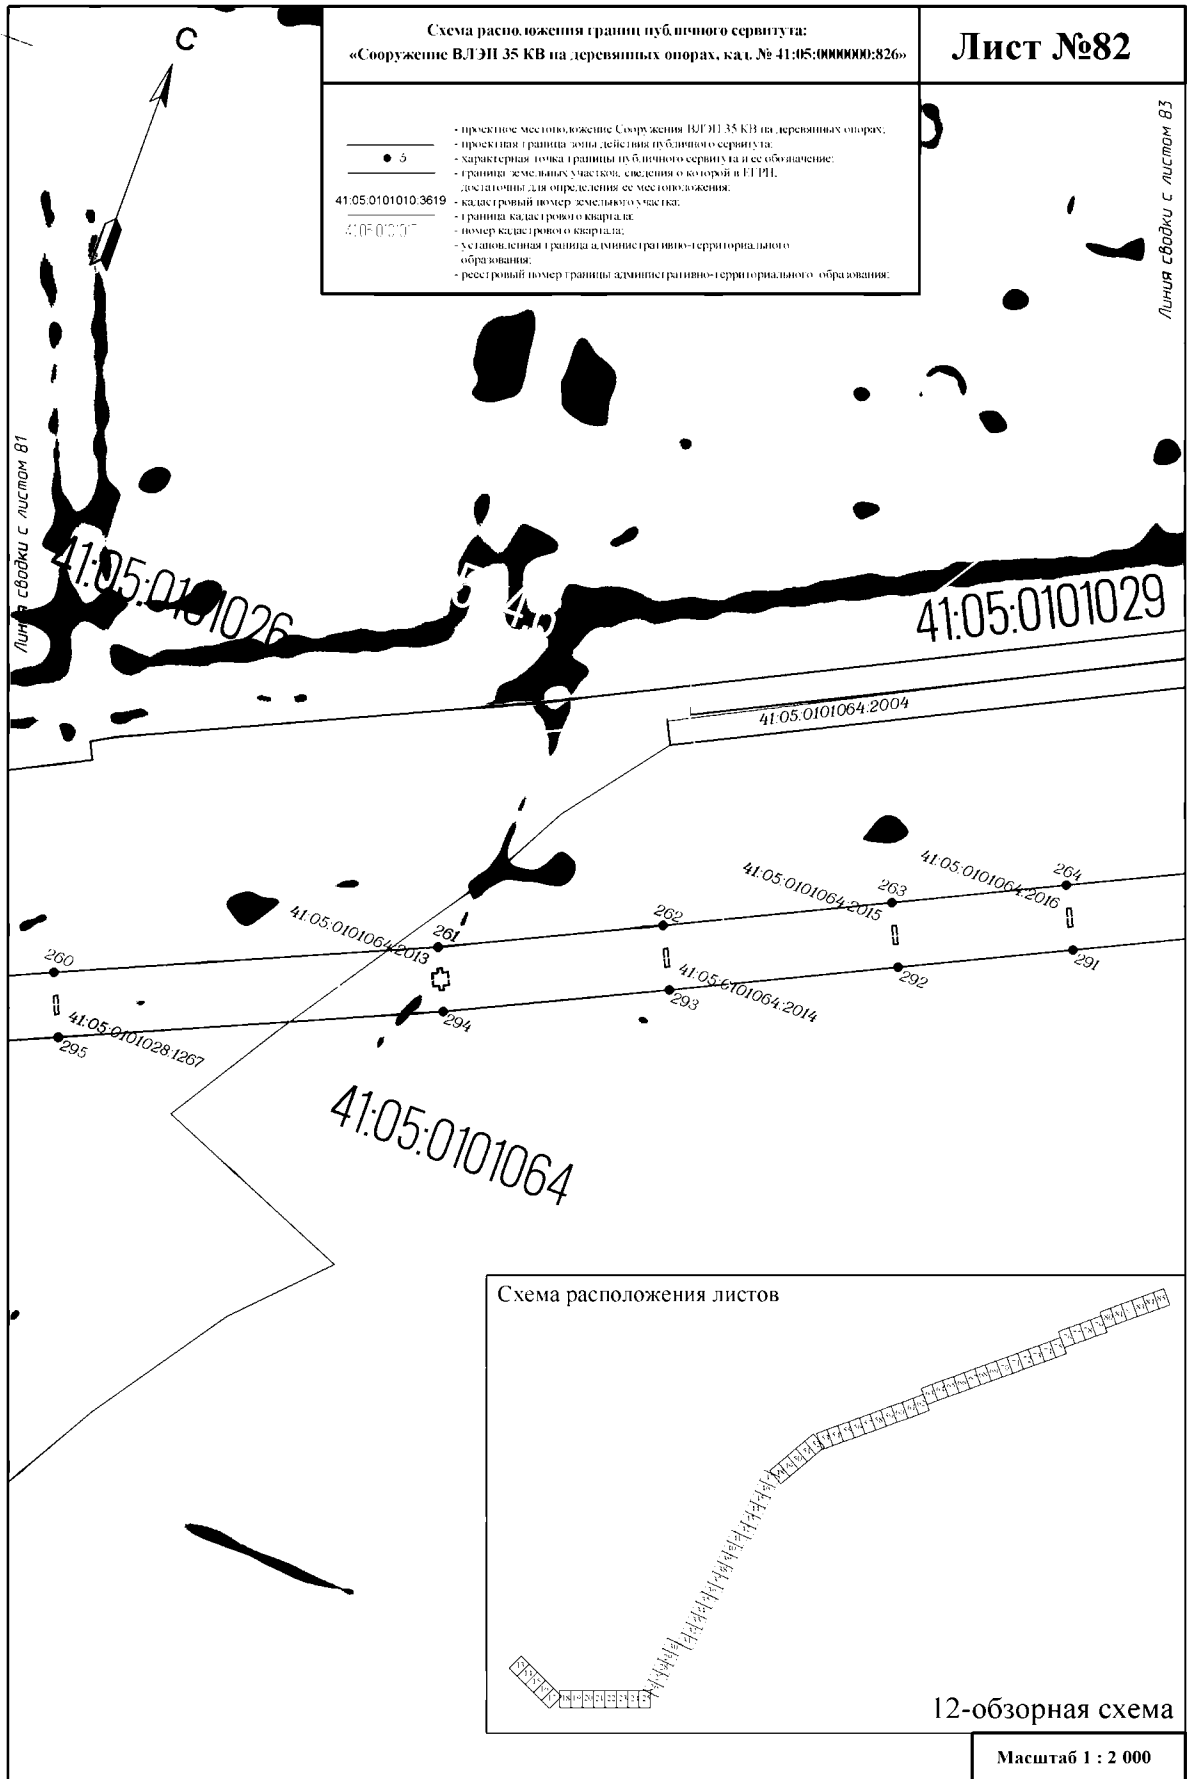 Схема расположения границ публичного сервитута:
«Сооружение ВЛЭП 35 КВ на деревянных опорах, кад. № 41:05:0000000:826»
Лист №82
С
- проектное местоположение Сооружения ВЛЭП 35 КВ на деревянных опорах;
- проектная граница зоны действия публичного сервитута;
- характерная точка границы публичного сервитута и ее обозначение;
- граница земельных участков, сведения о которой в ЕГРН,
достаточны для определения ее местоположения;
41:05:0101010:3619 - кадастровый номер земельного участка;
- граница кадастрового квартала;
- номер кадастрового квартала;
- установленная граница административно-территориального
образования;
- реестровый номер границы административно-территориального образования;
Линия сводки с листом 83
Линия сводки с листом 81
41:05:0101026
41:05:0101029
41:05:0101064:2004
41:05:0101064:2016
264
41:05:0101064:2015
263
262
41:05:0101064:2013
261
260
291
292
41:05:0101064:2014
293
294
41:05:0101028:1267
295
41:05:0101064
Схема расположения листов
12-обзорная схема
Масштаб 1 : 2 000